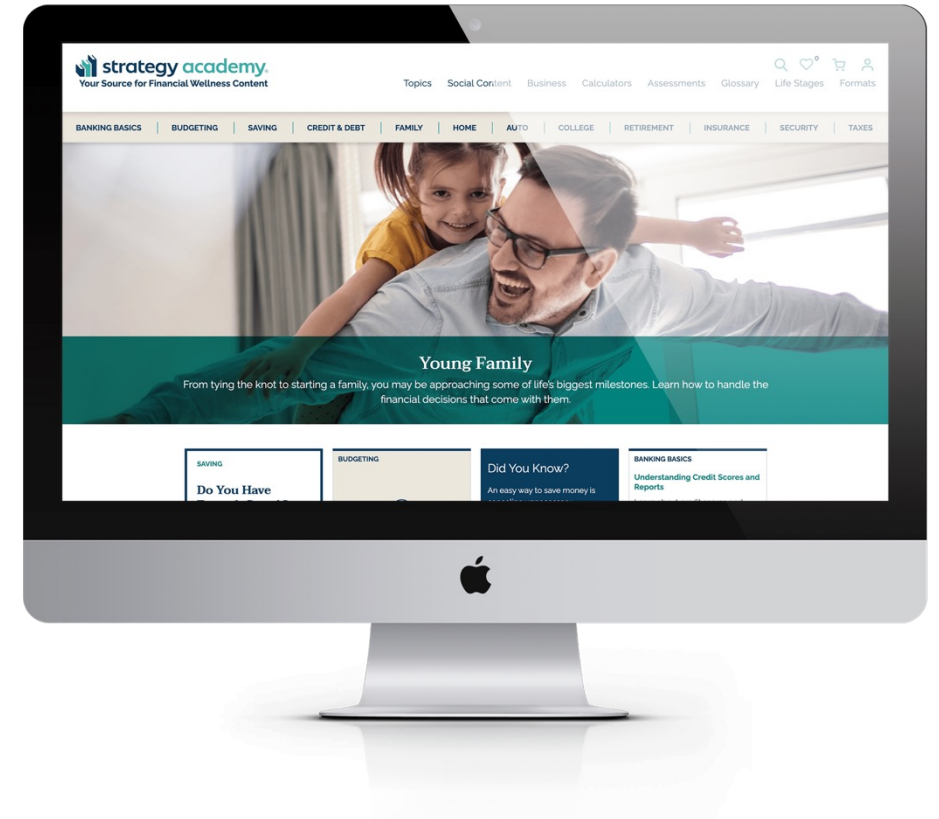 strategy academy®
Your Source for Financial Wellness Content
0
Topics Social Content Business Calculators Assessments Glossary Life Stages Formats
BANKING BASICS | BUDGETING | SAVING | CREDIT & DEBT | FAMILY | HOME | AUTO | COLLEGE | RETIREMENT | INSURANCE | SECURITY | TAXES
Young Family
From tying the knot to starting a family, you may be approaching some of life's biggest milestones. Learn how to handle the
financial decisions that come with them.
SAVING
Do You Have
BUDGETING
Did You Know?
An easy way to save money is
BANKING BASICS
Understanding Credit Scores and
Reports